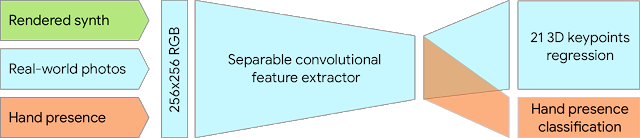 Rendered synth
Real-world photos
Hand presence
256x256 RGB
Separable convolutional
feature extractor
21 3D keypoints
regression
Hand presence
classification